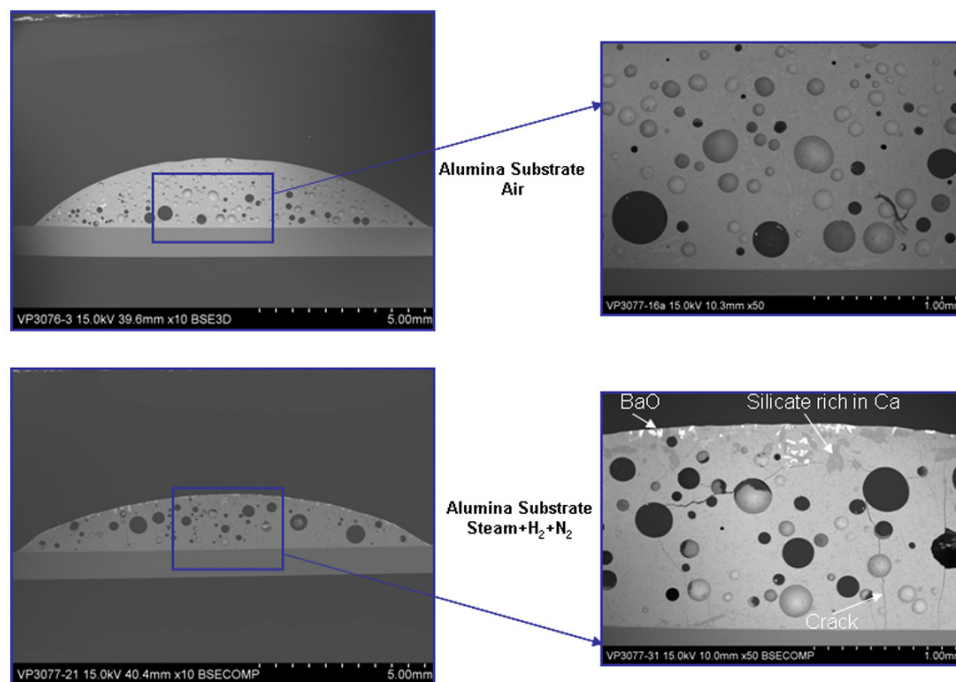 VP3076-3 15.0kV 39.6mm x10 BSE3D 5.00mm
Alumina Substrate
Air
VP3077-16a 15.0kV 10.3mm x50 1.00mm
VP3077-21 15.0kV 40.4mm x10 BSECOMP 5.00mm
Alumina Substrate
Steam+H₂+N₂
BaO
Silicate rich in Ca
Crack
VP3077-31 15.0kV 10.0mm x50 BSECOMP 1.00mm